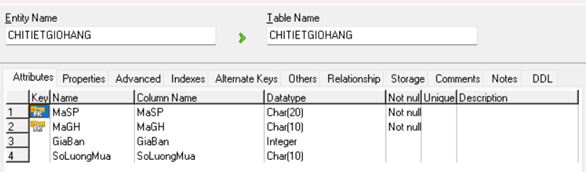 Entity Name Table Name
CHITIETGIOHANG CHITIETGIOHANG
Attributes Properties Advanced Indexes Alternate Keys Others Relationship Storage Comments Notes DDL
Key Name Column Name Datatype Not nul Unique Description
1 MaSP MaSP Char(20) Not null
2 MaGH MaGH Char(10) Not null
3 GiaBan GiaBan Integer
4 SoLuongMua SoLuongMua Char(10)